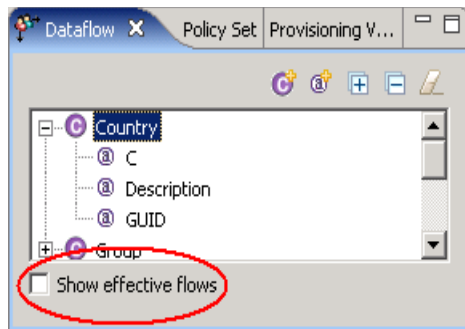 Dataflow Policy Set Provisioning V...
Country
C
Description
GUID
Group
Show effective flows